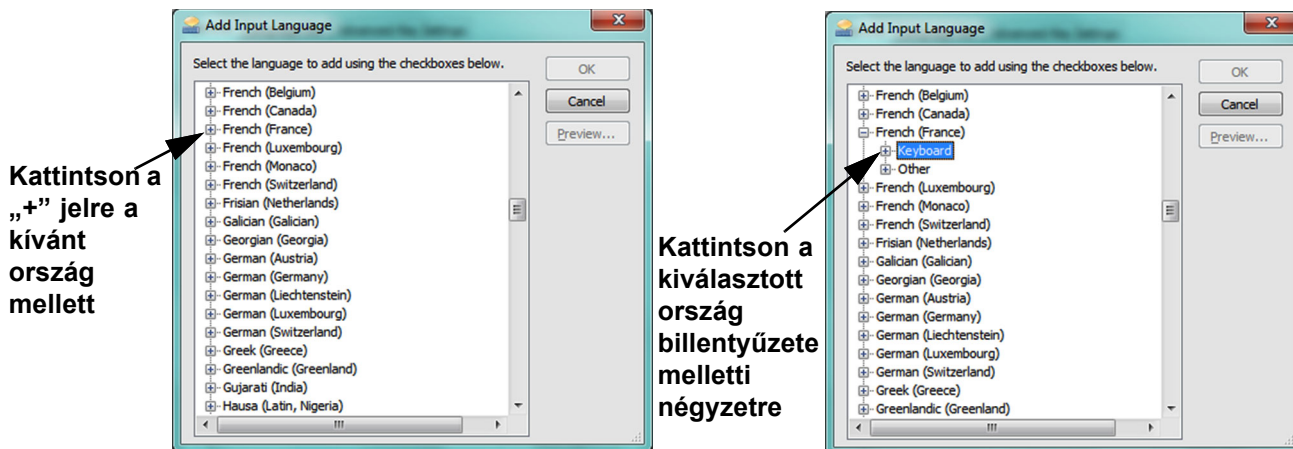 Kattintson a
„+” jelre a
kívánt
ország
mellett
Add Input Language
Select the language to add using the checkboxes below.
French (Belgium)
French (Canada)
French (France)
French (Luxembourg)
French (Monaco)
French (Switzerland)
Frisian (Netherlands)
Galician (Galician)
Georgian (Georgia)
German (Austria)
German (Germany)
German (Liechtenstein)
German (Luxembourg)
German (Switzerland)
Greek (Greece)
Greenlandic (Greenland)
Gujarati (India)
Hausa (Latin, Nigeria)
OK
Cancel
Preview...
Kattintson a
kiválasztott
ország
billentyűzete
melletti
négyzetre
Add Input Language
Select the language to add using the checkboxes below.
French (Belgium)
French (Canada)
French (France)
Keyboard
Other
French (Luxembourg)
French (Monaco)
French (Switzerland)
Frisian (Netherlands)
Galician (Galician)
Georgian (Georgia)
German (Austria)
German (Germany)
German (Liechtenstein)
German (Luxembourg)
German (Switzerland)
Greek (Greece)
Greenlandic (Greenland)
OK
Cancel
Preview...